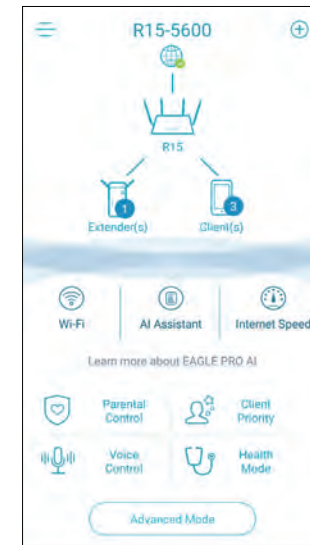 R15-5600
R15
1
3
Extender(s)
Client(s)
Wi-Fi
AI Assistant
Internet Speed
Learn more about EAGLE PRO AI
Parental
Control
Client
Priority
Voice
Control
Health
Mode
Advanced Mode